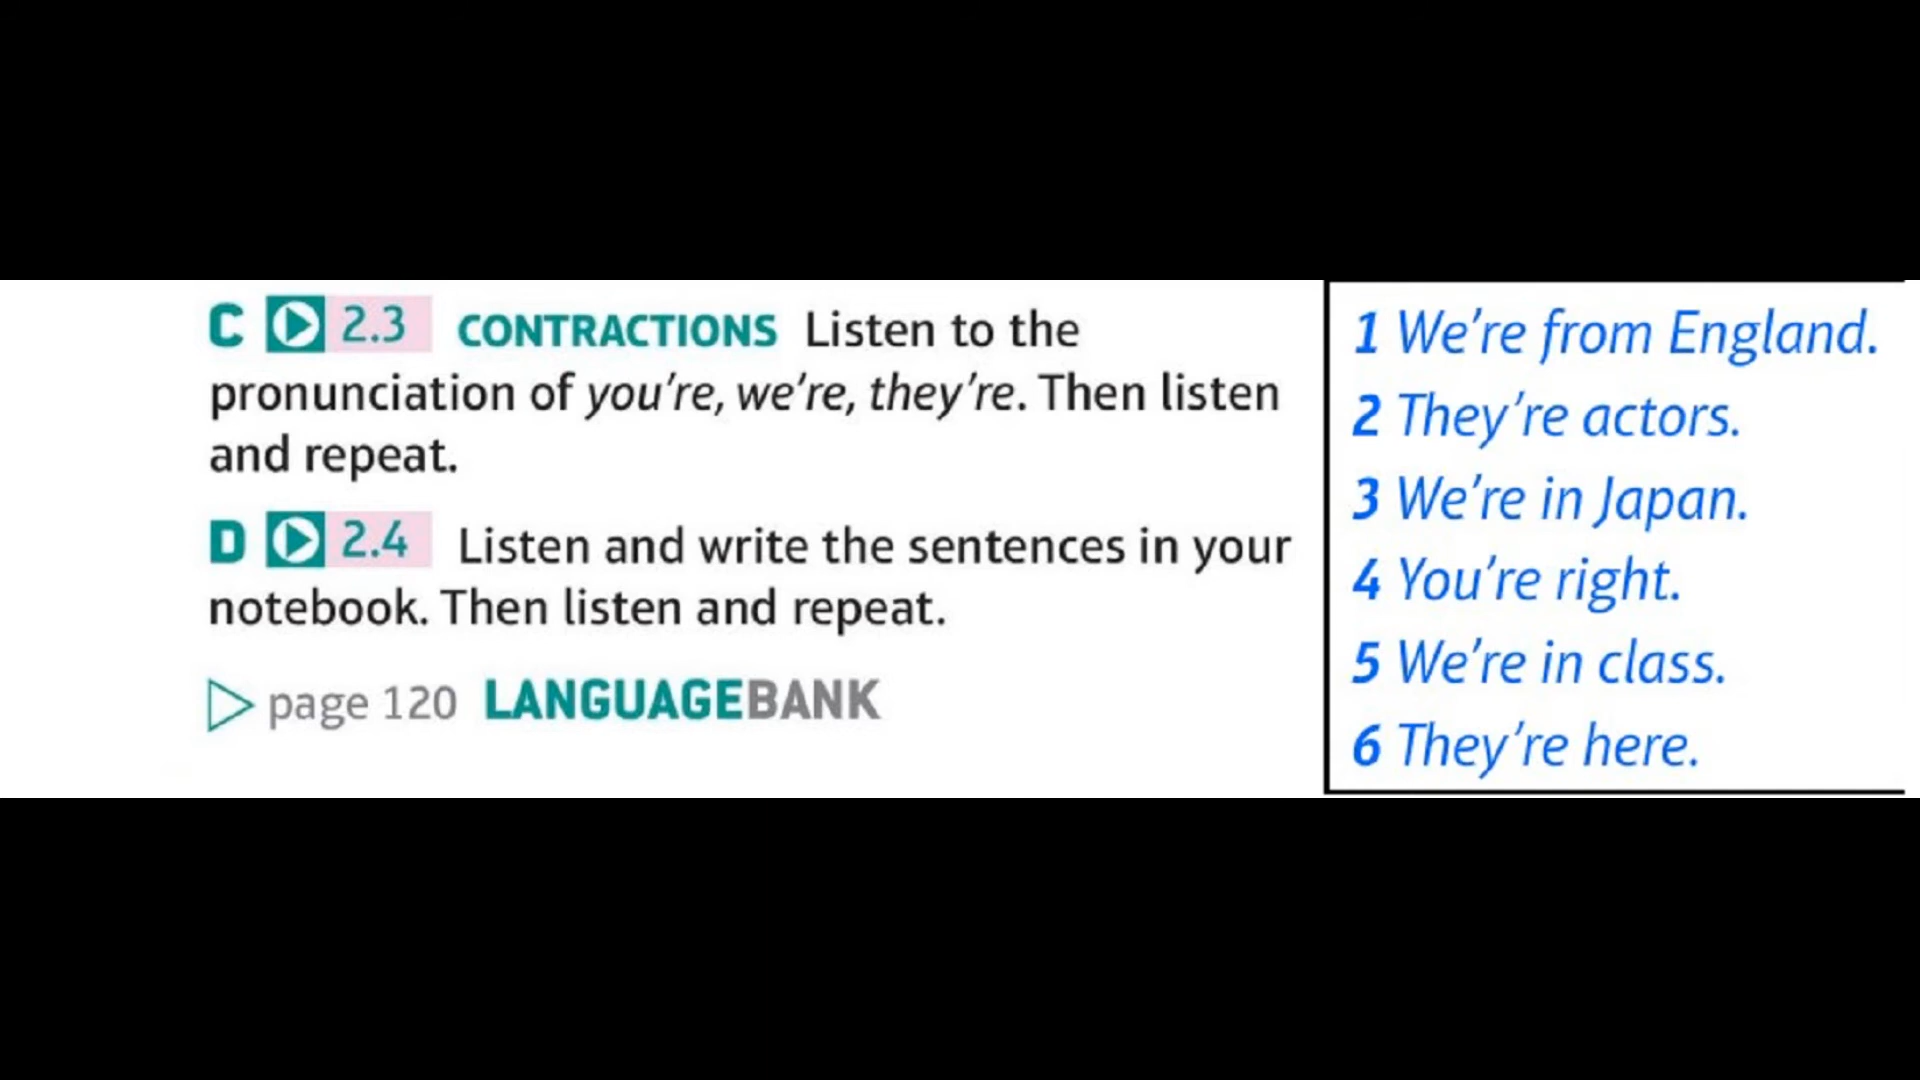 C 2.3 CONTRACTIONS Listen to the
pronunciation of you’re, we’re, they’re. Then listen
and repeat.
D 2.4 Listen and write the sentences in your
notebook. Then listen and repeat.
page 120 LANGUAGEBANK
1 We’re from England.
2 They’re actors.
3 We’re in Japan.
4 You’re right.
5 We’re in class.
6 They’re here.